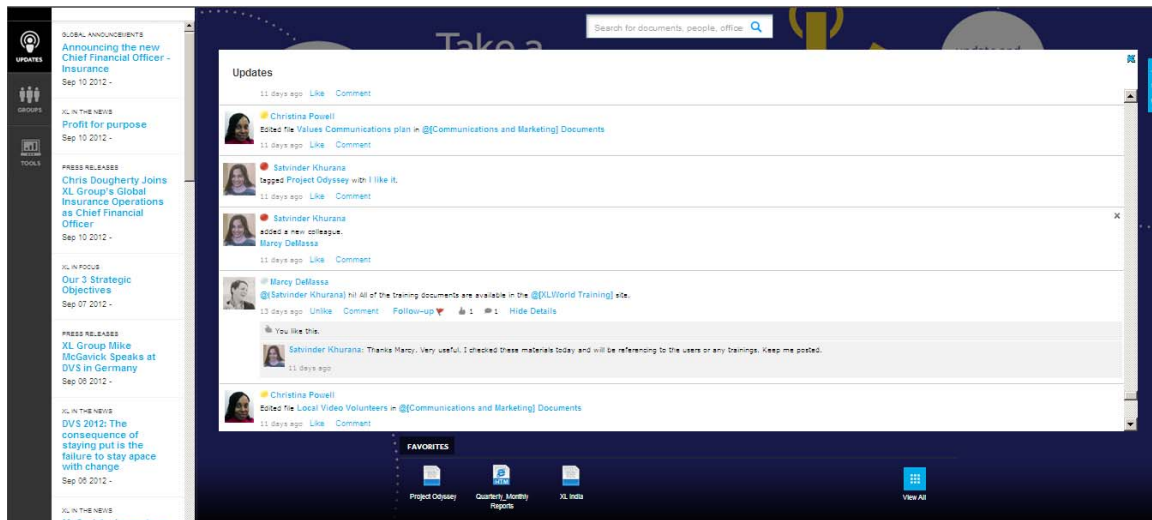 UPDATES
GROUPS
TOOLS
GLOBAL ANNOUNCEMENTS
Announcing the new
Chief Financial Officer -
Insurance
Sep 10 2012 -
XL IN THE NEWS
Profit for purpose
Sep 10 2012 -
PRESS RELEASES
Chris Dougherty Joins
XL Group's Global
Insurance Operations
as Chief Financial
Officer
Sep 10 2012 -
XL IN FOCUS
Our 3 Strategic
Objectives
Sep 07 2012 -
PRESS RELEASES
XL Group Mike
McGavick Speaks at
DVS in Germany
Sep 06 2012 -
XL IN THE NEWS
DVS 2012: The
consequence of
staying put is the
failure to stay apace
with change
Sep 06 2012 -
XL IN THE NEWS
Take a
Search for documents, people, office
update and
Updates
11 days ago Like Comment
Christina Powell
Edited file Values Communications plan in @[Communications and Marketing] Documents
11 days ago Like Comment
Satvinder Khurana
tagged Project Odyssey with I like it.
11 days ago Like Comment
Satvinder Khurana
added a new colleague.
Marcy DeMassa
11 days ago Like Comment
Marcy DeMassa
@(Satvinder Khurana) hi! All of the training documents are available in the @[XLWorld Training] site.
13 days ago Unlike Comment Follow-up 1 1 Hide Details
You like this.
Satvinder Khurana: Thanks Marcy. Very useful. I checked these materials today and will be referencing to the users or any trainings. Keep me posted.
11 days ago
Christina Powell
Edited file Local Video Volunteers in @[Communications and Marketing] Documents
11 days ago Like Comment
FAVORITES
Project Odyssey
HTM
Quarterly_Monthly
Reports
XL India
View All